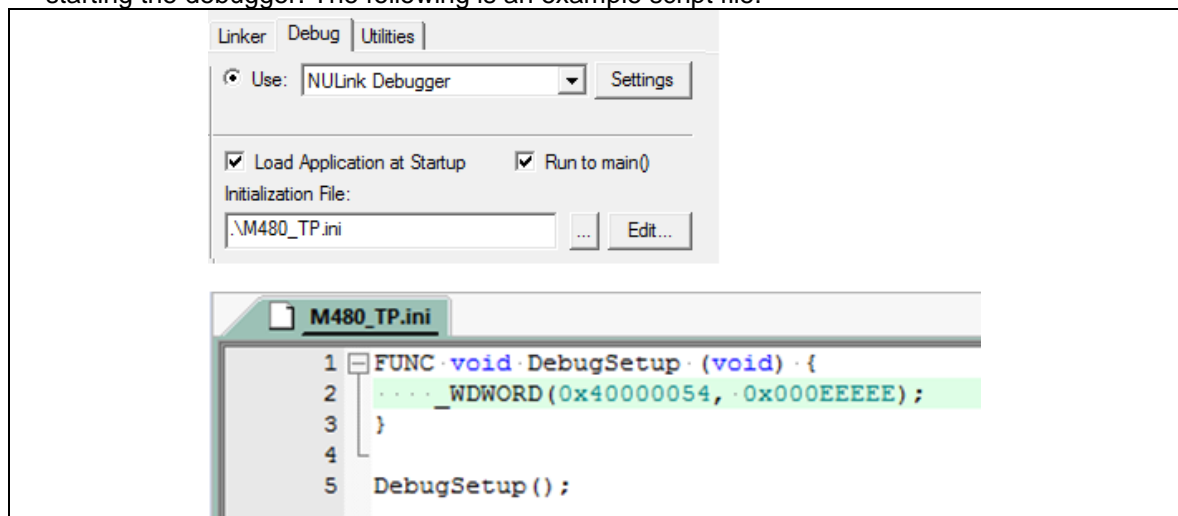 starting the debugger. The following is an example script file.
Linker Debug Utilities
Use: NULink Debugger Settings
Load Application at Startup Run to main()
Initialization File:
.\M480_TP.ini ... Edit...
M480_TP.ini
1 FUNC void DebugSetup (void) {
2 _WDWORD(0x40000054, 0x000EEEEE);
3 }
4
5 DebugSetup();